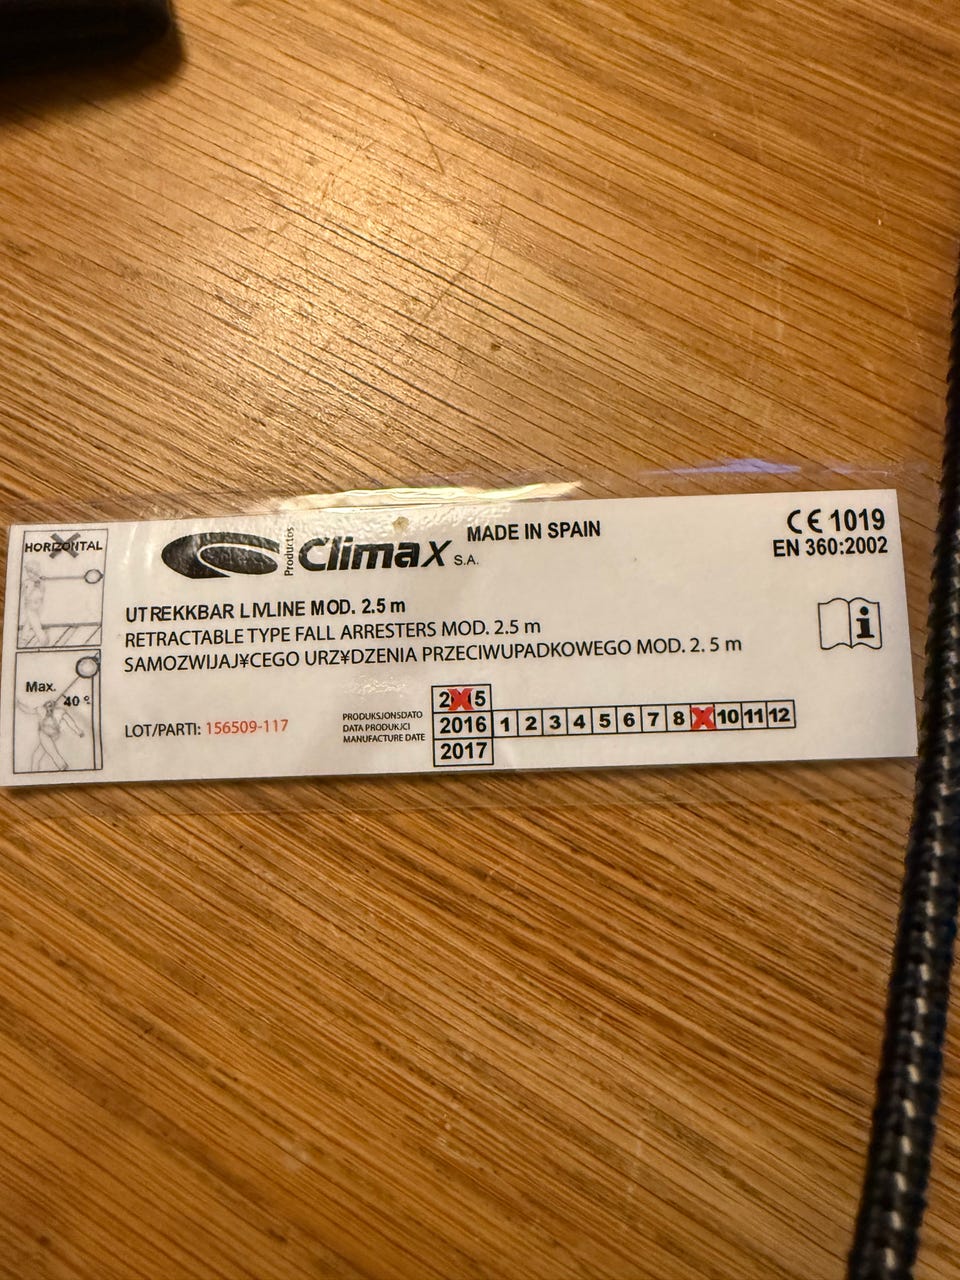 HORIZONTAL
Max.
40 º
Productos Climax S.A.
MADE IN SPAIN
CE 1019
EN 360:2002
UTREKKBAR LIVLINE MOD. 2.5 m
RETRACTABLE TYPE FALL ARRESTERS MOD. 2.5 m
SAMOZWIJAJ¥CEGO URZ¥DZENIA PRZECIWUPADKOWEGO MOD. 2. 5 m
i
LOT/PARTI: 156509-117
PRODUKSJONSDATO
DATA PRODUKJCI
MANUFACTURE DATE
2 5
2016 1 2 3 4 5 6 7 8 X 10 11 12
2017